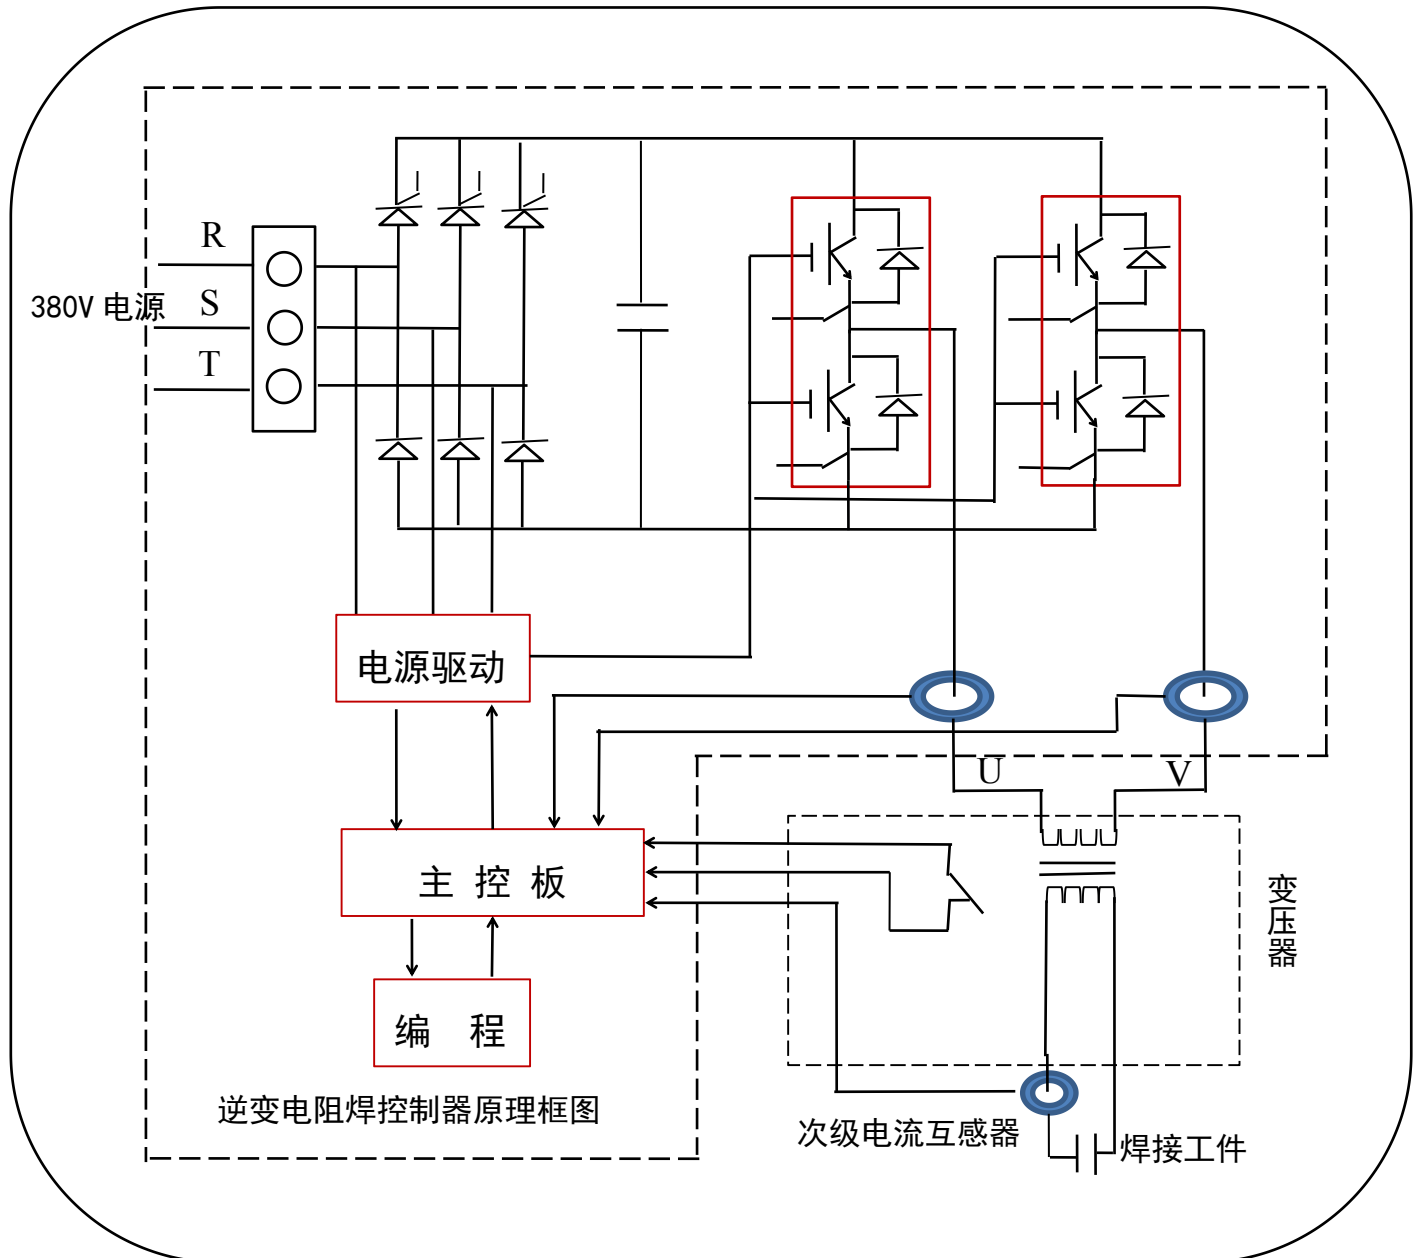 R
380V 电源
S
T
电源驱动
U
V
主 控 板
变压器
编 程
逆变电阻焊控制器原理框图
次级电流互感器
焊接工件